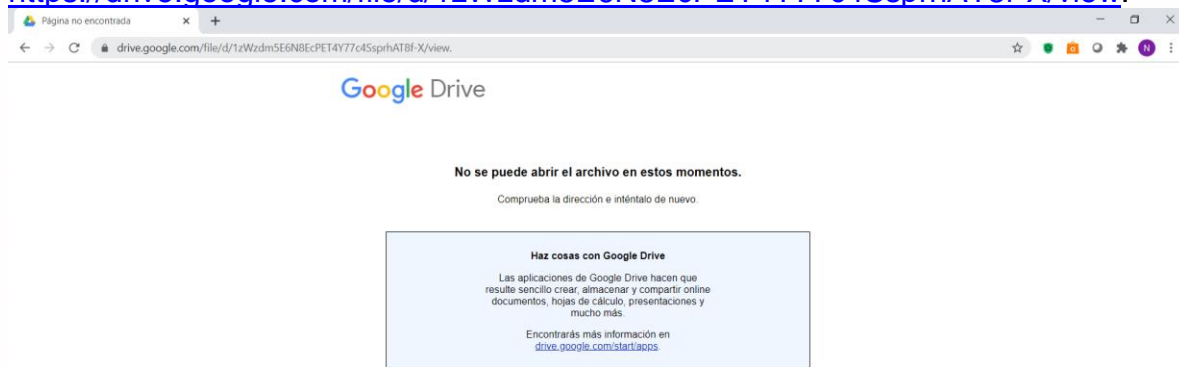 Página no encontrada
drive.google.com/file/d/1zWzdm5E6N8EcPET4Y77c4SsprhAT8f-X/view.
N
Google Drive
No se puede abrir el archivo en estos momentos.
Comprueba la dirección e inténtalo de nuevo.
Haz cosas con Google Drive
Las aplicaciones de Google Drive hacen que
resulte sencillo crear, almacenar y compartir online
documentos, hojas de cálculo, presentaciones y
mucho más.
Encontrarás más información en
drive.google.com/start/apps.